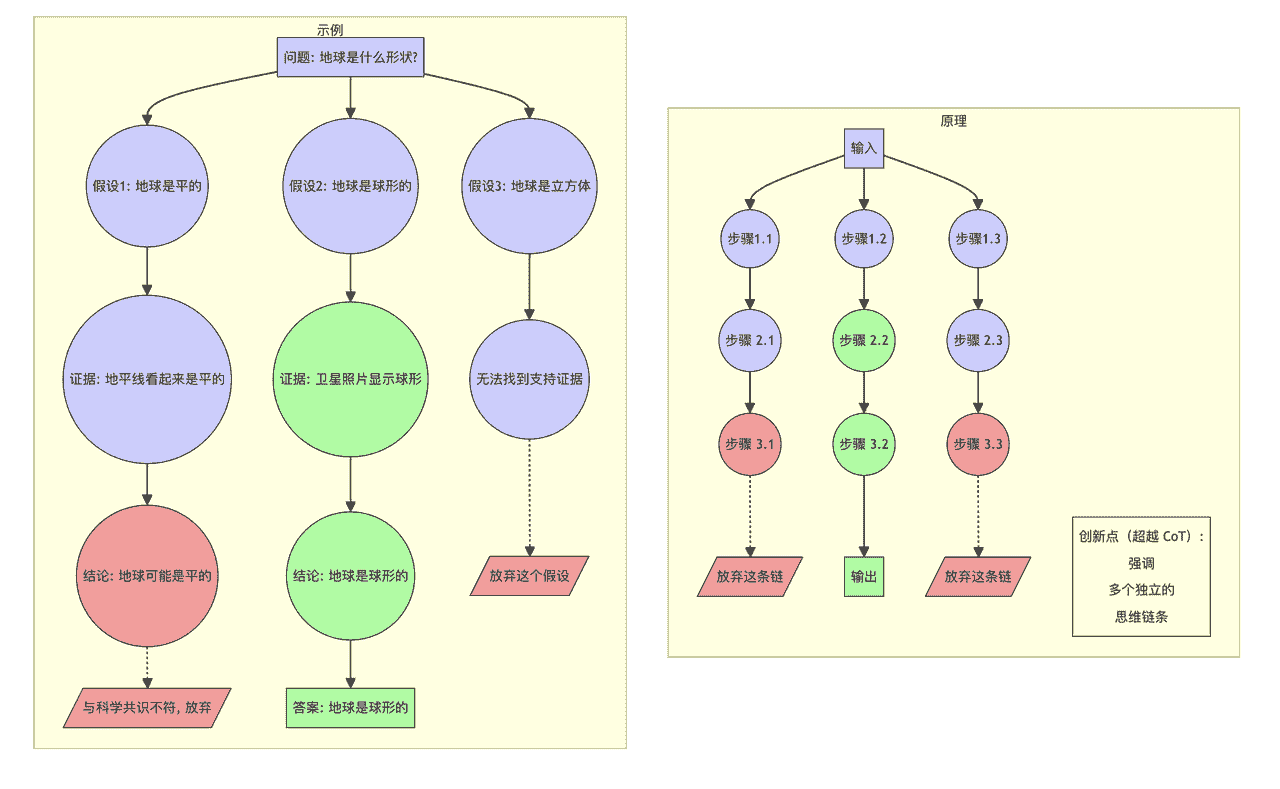 示例
问题: 地球是什么形状?
假设1: 地球是平的
假设2: 地球是球形的
假设3: 地球是立方体
证据: 地平线看起来是平的
证据: 卫星照片显示球形
无法找到支持证据
结论: 地球可能是平的
结论: 地球是球形的
放弃这个假设
与科学共识不符, 放弃
答案: 地球是球形的
原理
输入
步骤1.1
步骤1.2
步骤1.3
步骤 2.1
步骤 2.2
步骤 2.3
步骤 3.1
步骤 3.2
步骤 3.3
放弃这条链
输出
放弃这条链
创新点（超越 CoT）:
强调
多个独立的
思维链条